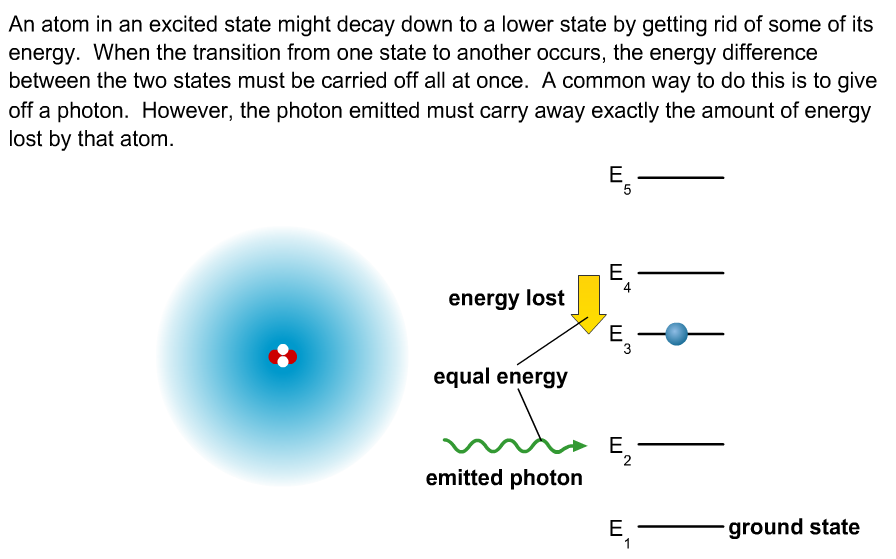 An atom in an excited state might decay down to a lower state by getting rid of some of its
energy.  When the transition from one state to another occurs, the energy difference
between the two states must be carried off all at once.  A common way to do this is to give
off a photon.  However, the photon emitted must carry away exactly the amount of energy
lost by that atom.
E5
E4
energy lost
E3
equal energy
E2
emitted photon
E1
ground state